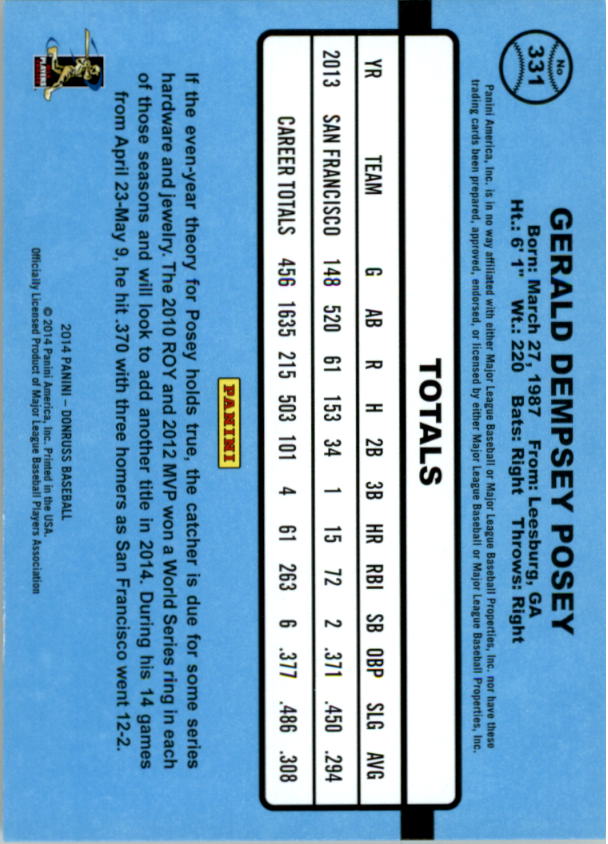 No
331
GERALD DEMPSEY POSEY
Born: March 27, 1987 From: Leesburg, GA
Ht.: 6' 1" Wt.: 220 Bats: Right Throws: Right
Panini America, Inc. is in no way affiliated with either Major League Baseball or Major League Baseball Properties, Inc. nor have these
trading cards been prepared, approved, endorsed, or licensed by either Major League Baseball or Major League Baseball Properties, Inc.
TOTALS
YR TEAM G AB R H 2B 3B HR RBI SB OBP SLG AVG
2013 SAN FRANCISCO 148 520 61 153 34 1 15 72 2 .371 .450 .294
CAREER TOTALS 456 1635 215 503 101 4 61 263 6 .377 .486 .308
PANINI
If the even-year theory for Posey holds true, the catcher is due for some series
hardware and jewelry. The 2010 ROY and 2012 MVP won a World Series ring in each
of those seasons and will look to add another title in 2014. During his 14 games
from April 23-May 9, he hit .370 with three homers as San Francisco went 12-2.
2014 PANINI – DONRUSS BASEBALL
© 2014 Panini America, Inc. Printed in the USA.
Officially Licensed Product of Major League Baseball Players Association
PLAYERS